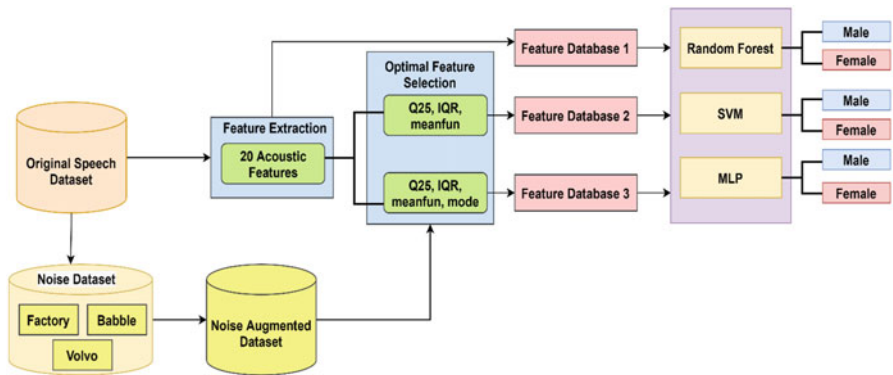 Original Speech
Dataset
Noise Dataset
Factory
Babble
Volvo
Noise Augmented
Dataset
Feature Extraction
20 Acoustic
Features
Optimal Feature
Selection
Q25, IQR,
meanfun
Q25, IQR,
meanfun, mode
Feature Database 1
Feature Database 2
Feature Database 3
Random Forest
SVM
MLP
Male
Female
Male
Female
Male
Female